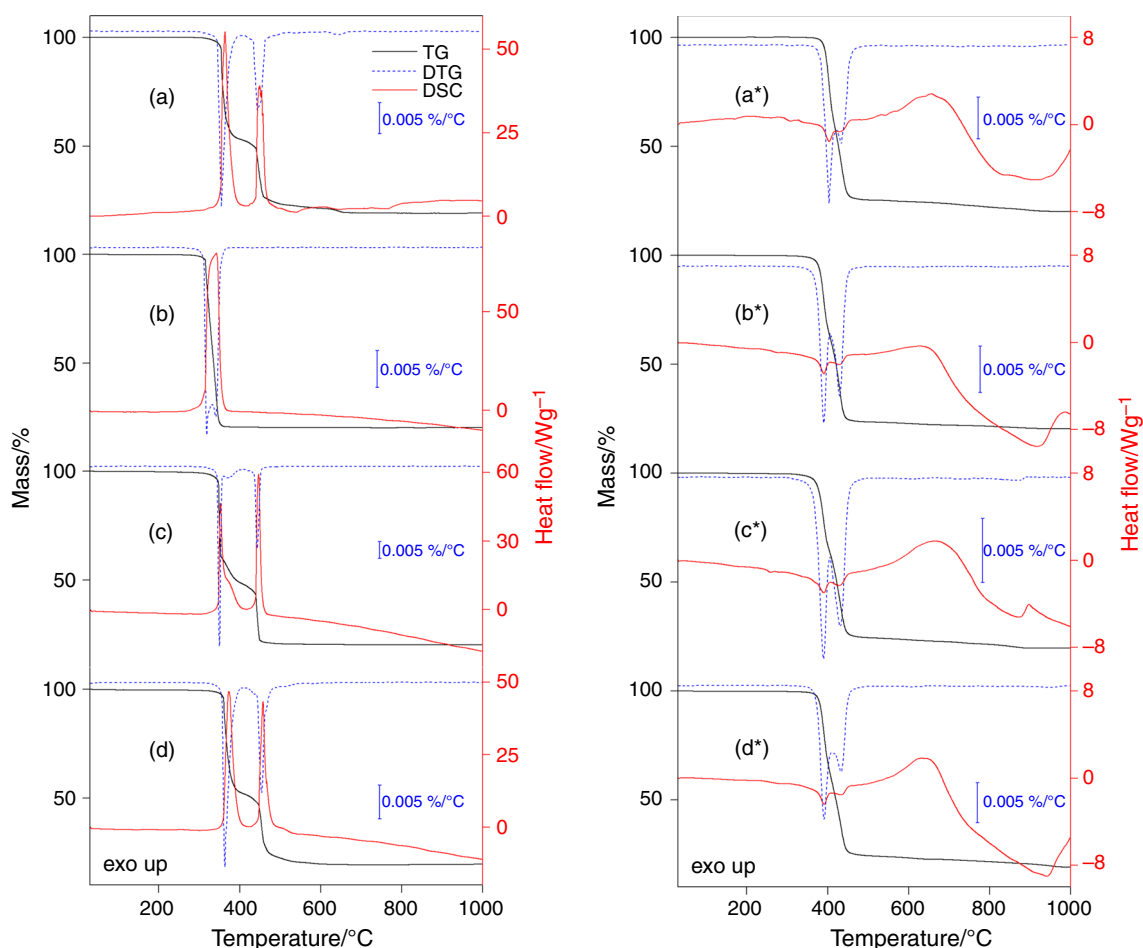 100
50
(a)
TG
DTG
DSC
0.005 %/°C
50
25
0
100
50
(b)
0.005 %/°C
50
0
100
50
(c)
0.005 %/°C
60
30
0
100
50
(d)
0.005 %/°C
50
25
0
exo up
Mass/%
Heat flow/Wg–1
200 400 600 800 1000
Temperature/°C
100
50
(a*)
0.005 %/°C
8
0
–8
100
50
(b*)
0.005 %/°C
8
0
–8
100
50
(c*)
0.005 %/°C
8
0
–8
100
50
(d*)
0.005 %/°C
8
0
–8
exo up
Mass/%
Heat flow/Wg–1
200 400 600 800 1000
Temperature/°C